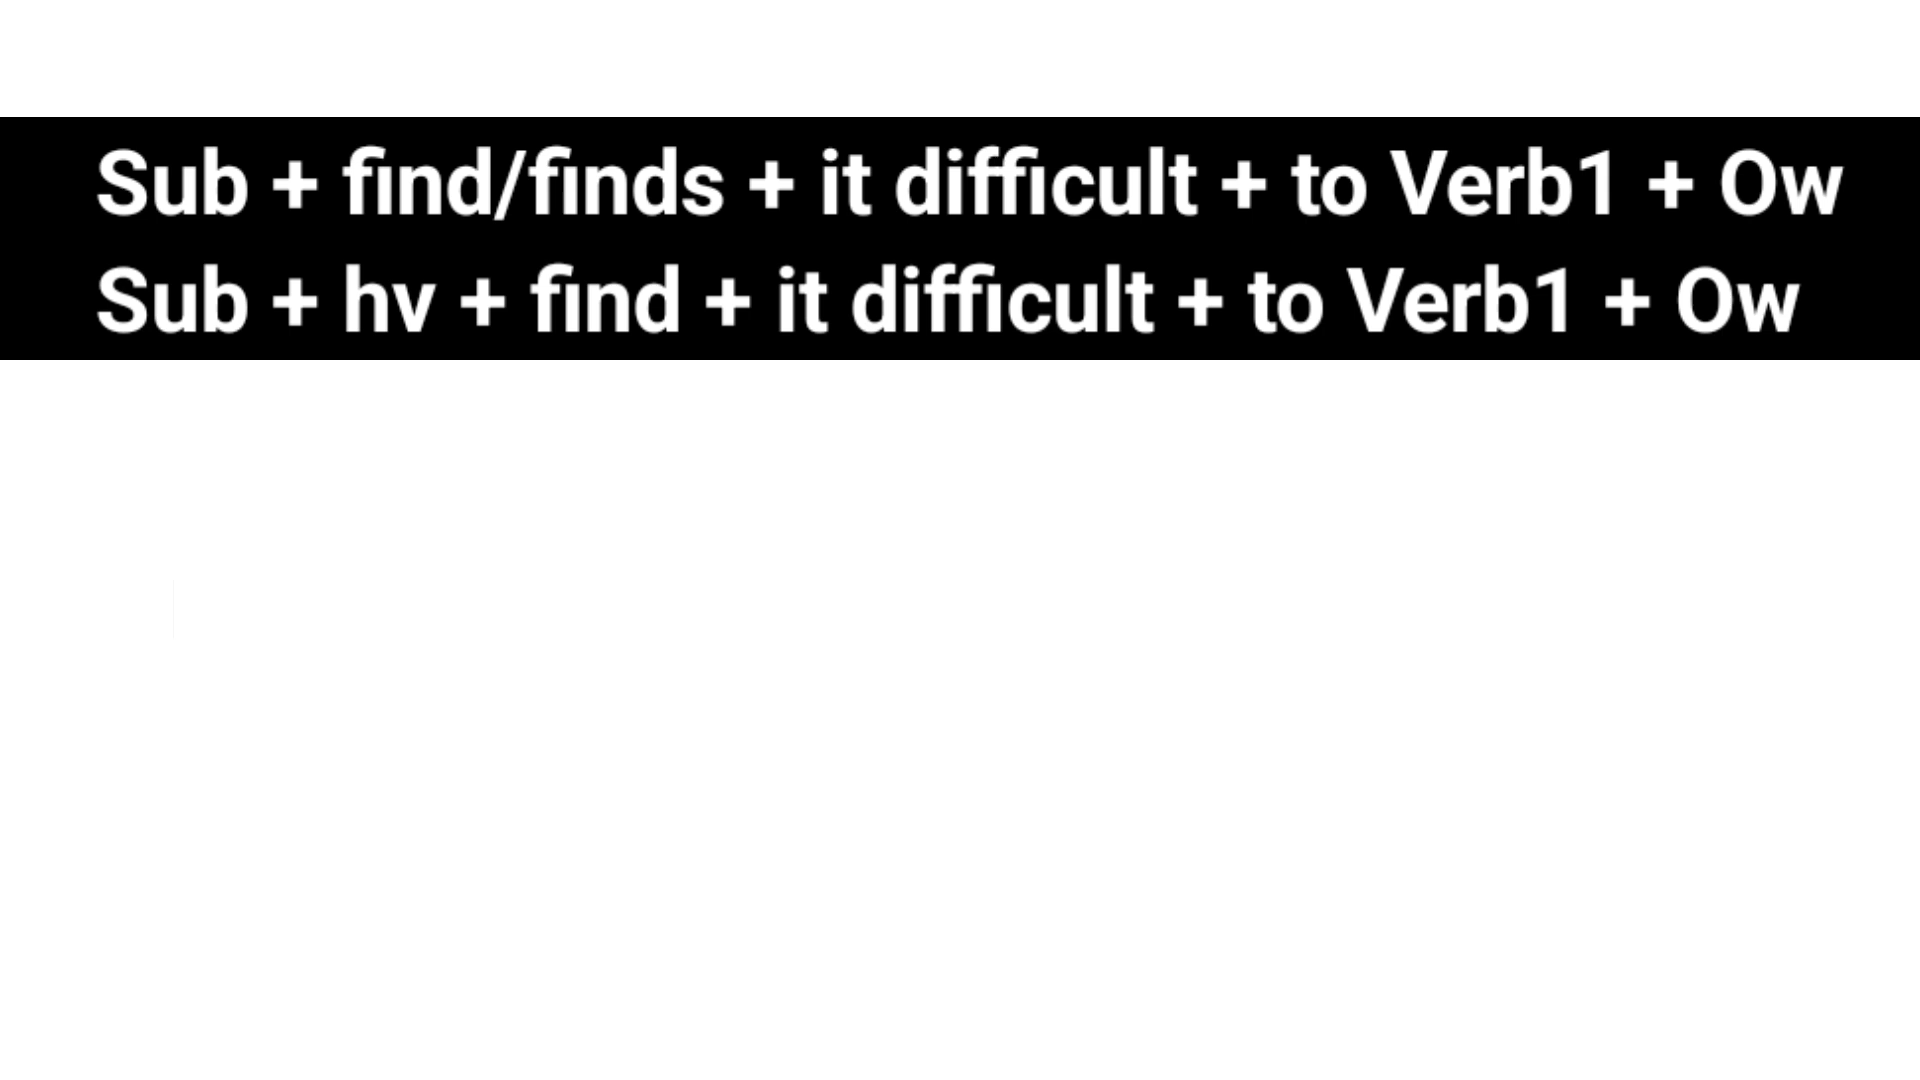 Sub + find/finds + it difficult + to Verb1 + Ow
Sub + hv + find + it difficult + to Verb1 + Ow